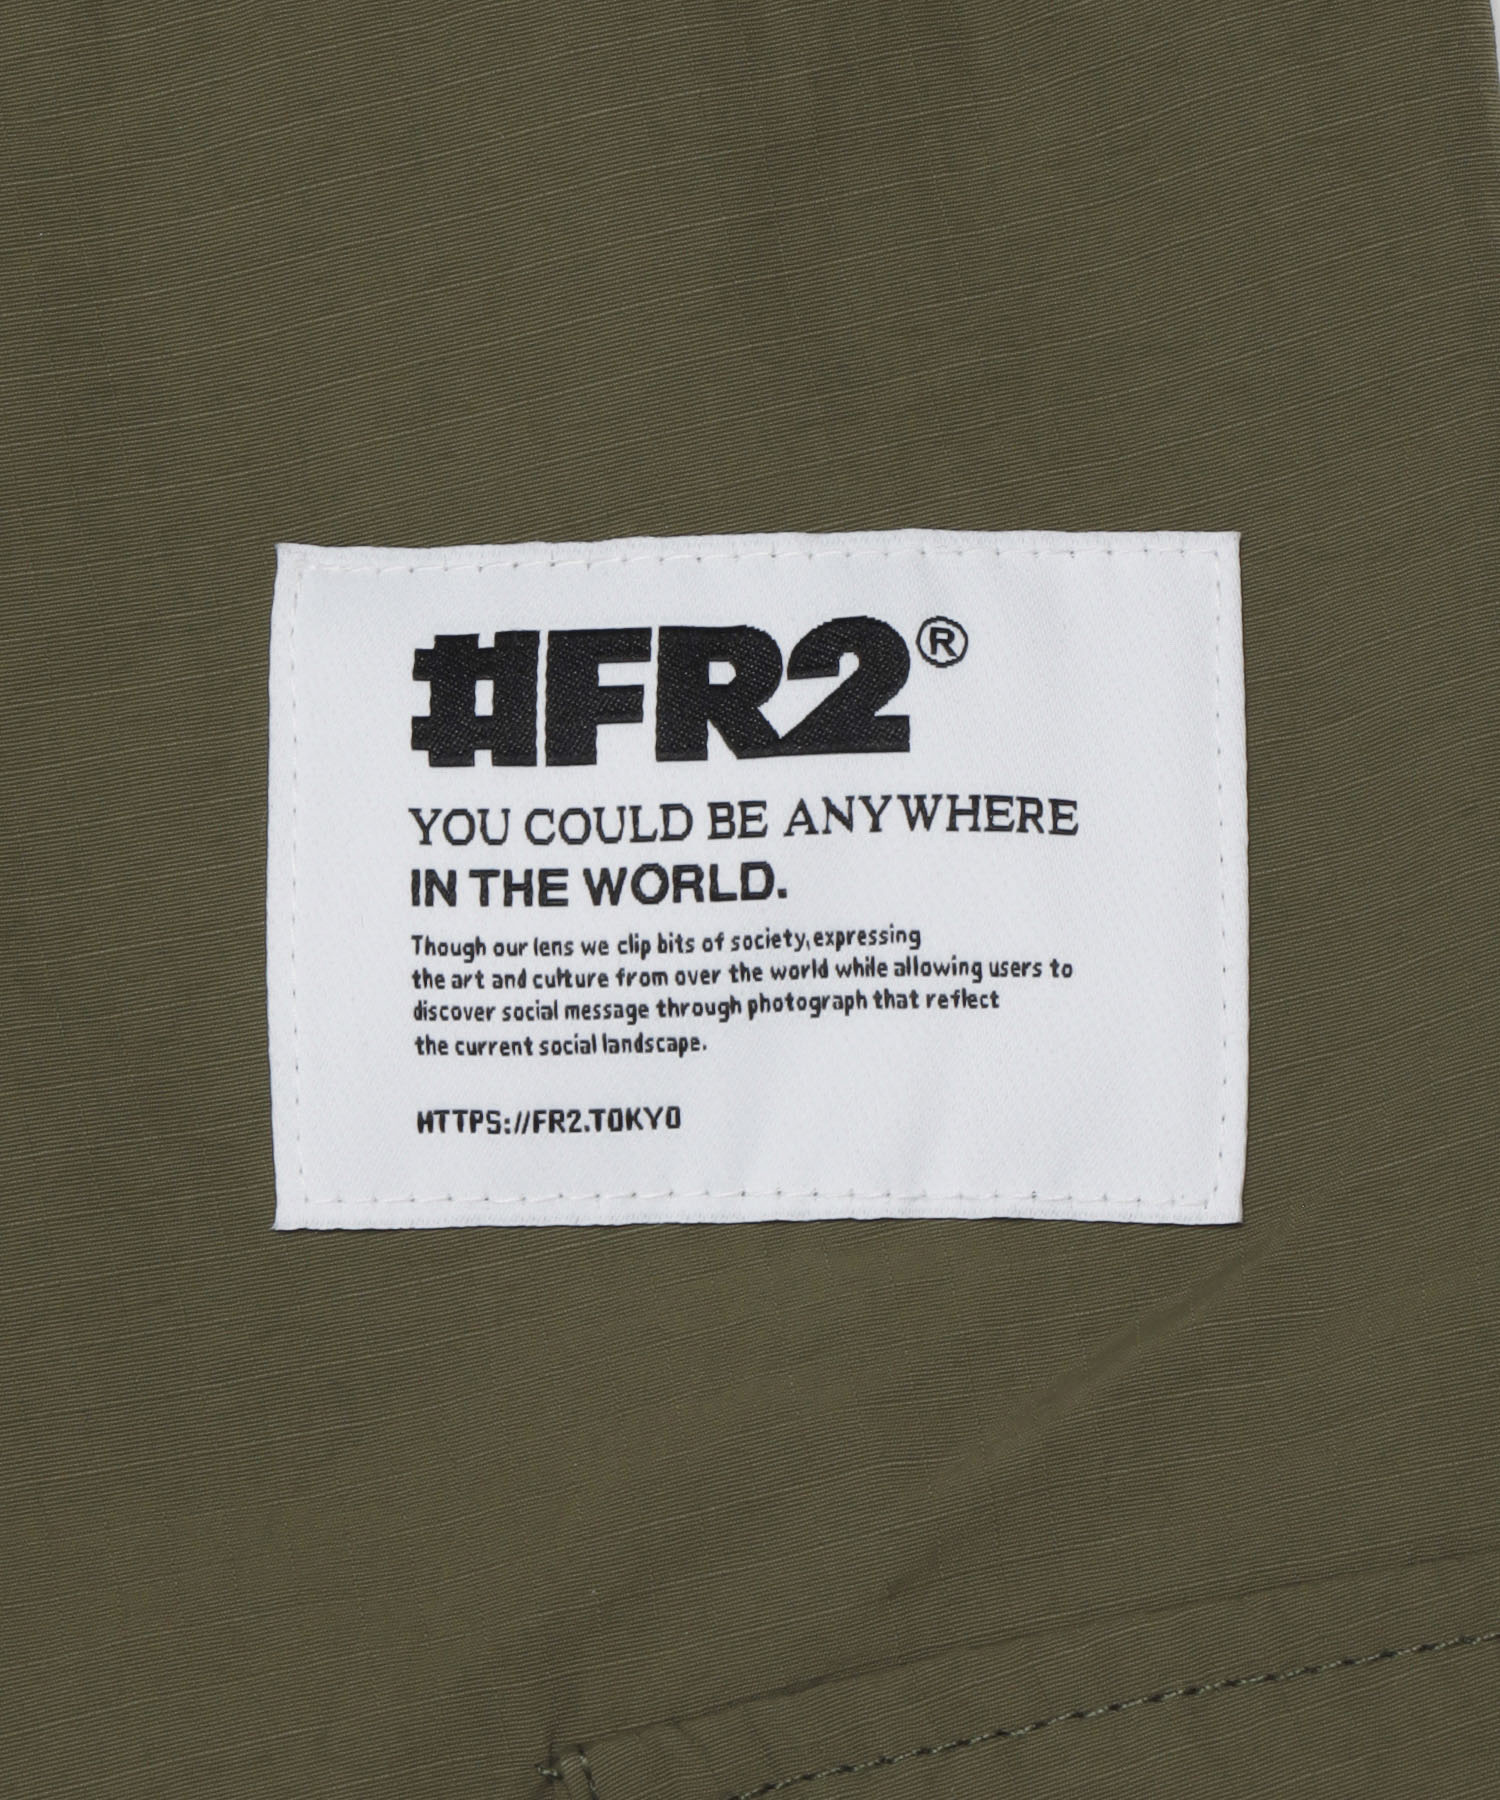 #FR2®
YOU COULD BE ANYWHERE
IN THE WORLD.
Though our lens we clip bits of society,expressing
the art and culture from over the world while allowing users to
discover social message through photograph that reflect
the current social landscape.
HTTPS://FR2.TOKYO